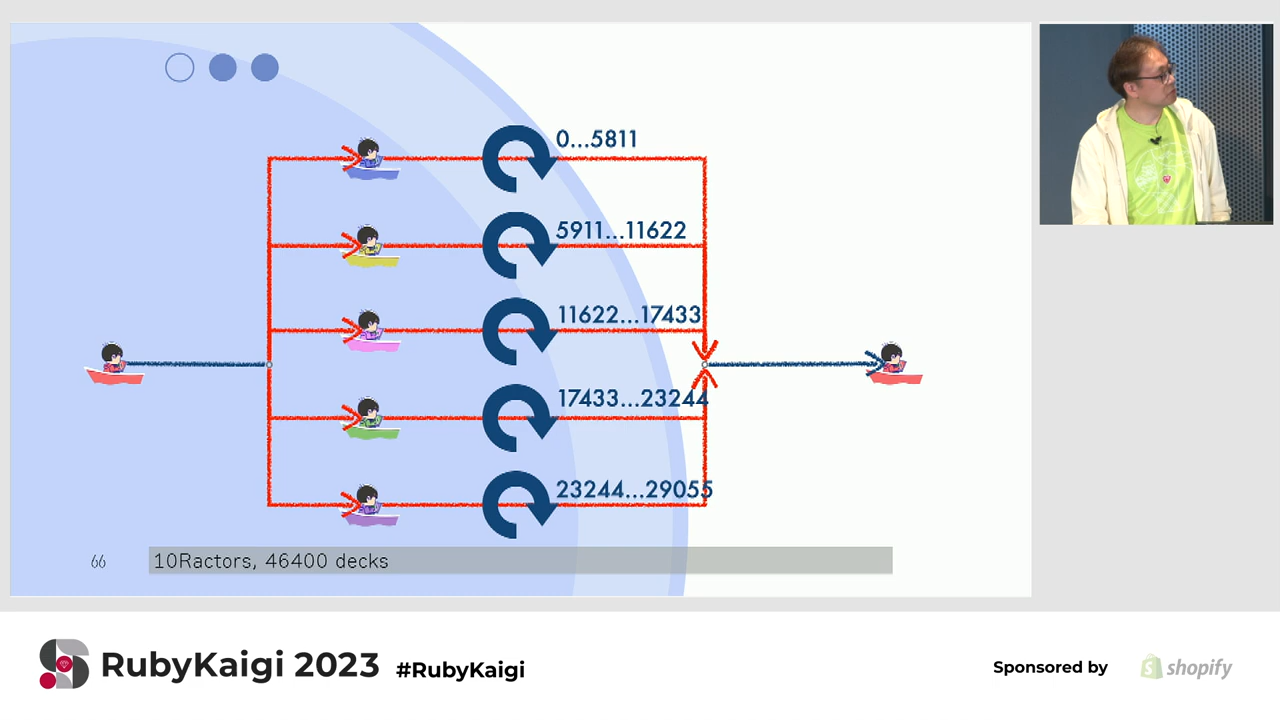 0...5811
5911...11622
11622...17433
17433...23244
23244...29055
66
10Ractors, 46400 decks
RubyKaigi 2023 #RubyKaigi
Sponsored by shopify